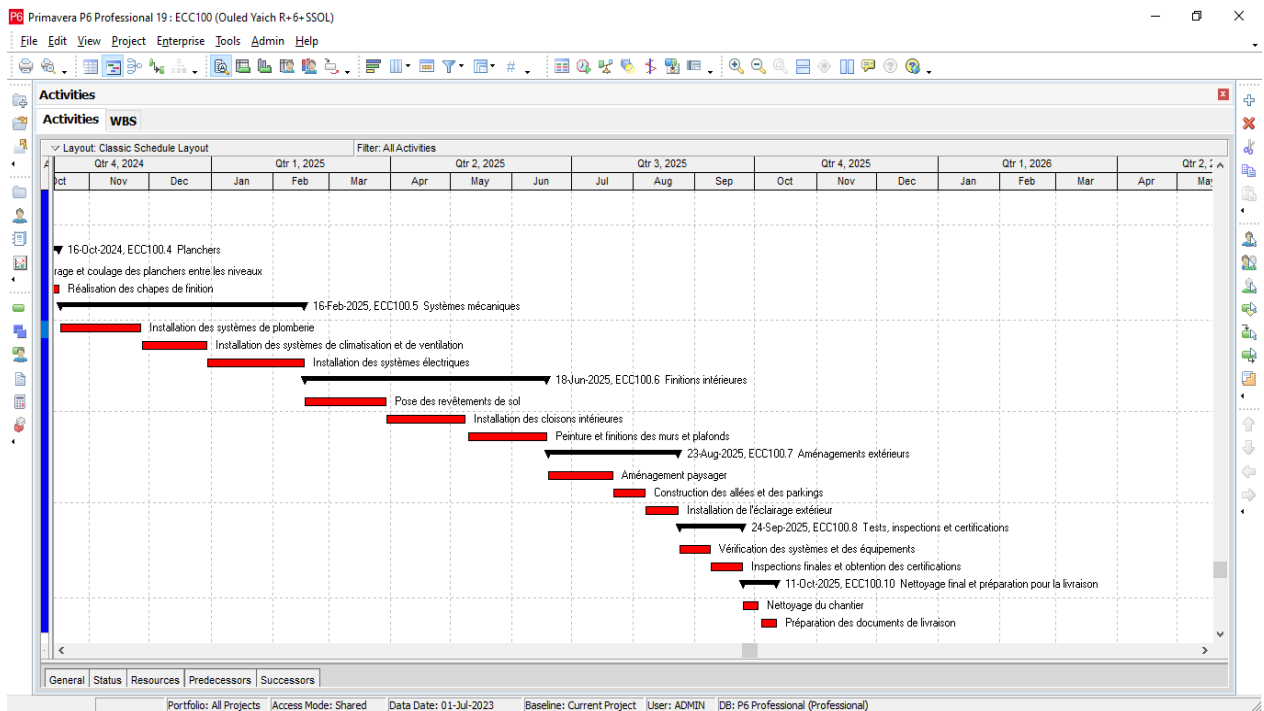 P6 Primavera P6 Professional 19 : ECC100 (Ouled Yaich R+6+SSOL)
File Edit View Project Enterprise Tools Admin Help
Activities
Activities WBS
Layout: Classic Schedule Layout Filter: All Activities
Qtr 4, 2024 Qtr 1, 2025 Qtr 2, 2025 Qtr 3, 2025 Qtr 4, 2025 Qtr 1, 2026 Qtr 2,
Oct Nov Dec Jan Feb Mar Apr May Jun Jul Aug Sep Oct Nov Dec Jan Feb Mar Apr May
16-Oct-2024, ECC100.4 Planchers
rage et coulage des planchers entre les niveaux
Réalisation des chapes de finition
16-Feb-2025, ECC100.5 Systèmes mécaniques
Installation des systèmes de plomberie
Installation des systèmes de climatisation et de ventilation
Installation des systèmes électriques
18-Jun-2025, ECC100.6 Finitions intérieures
Pose des revêtements de sol
Installation des cloisons intérieures
Peinture et finitions des murs et plafonds
23-Aug-2025, ECC100.7 Aménagements extérieurs
Aménagement paysager
Construction des allées et des parkings
Installation de l'éclairage extérieur
24-Sep-2025, ECC100.8 Tests, inspections et certifications
Vérification des systèmes et des équipements
Inspections finales et obtention des certifications
11-Oct-2025, ECC100.10 Nettoyage final et préparation pour la livraison
Nettoyage du chantier
Préparation des documents de livraison
General Status Resources Predecessors Successors
Portfolio: All Projects Access Mode: Shared Data Date: 01-Jul-2023 Baseline: Current Project User: ADMIN DB: P6 Professional (Professional)